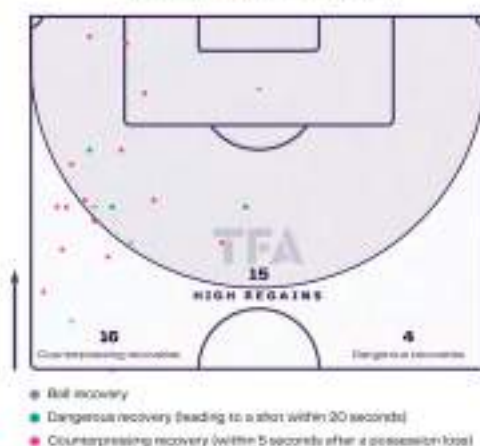 TFA
15
HIGH REGAINS
16
4
Counterpressing recoveries
Dangerous recoveries
Ball recovery
Dangerous recovery (leading to a shot within 20 seconds)
Counterpressing recovery (within 5 seconds after a possession loss)